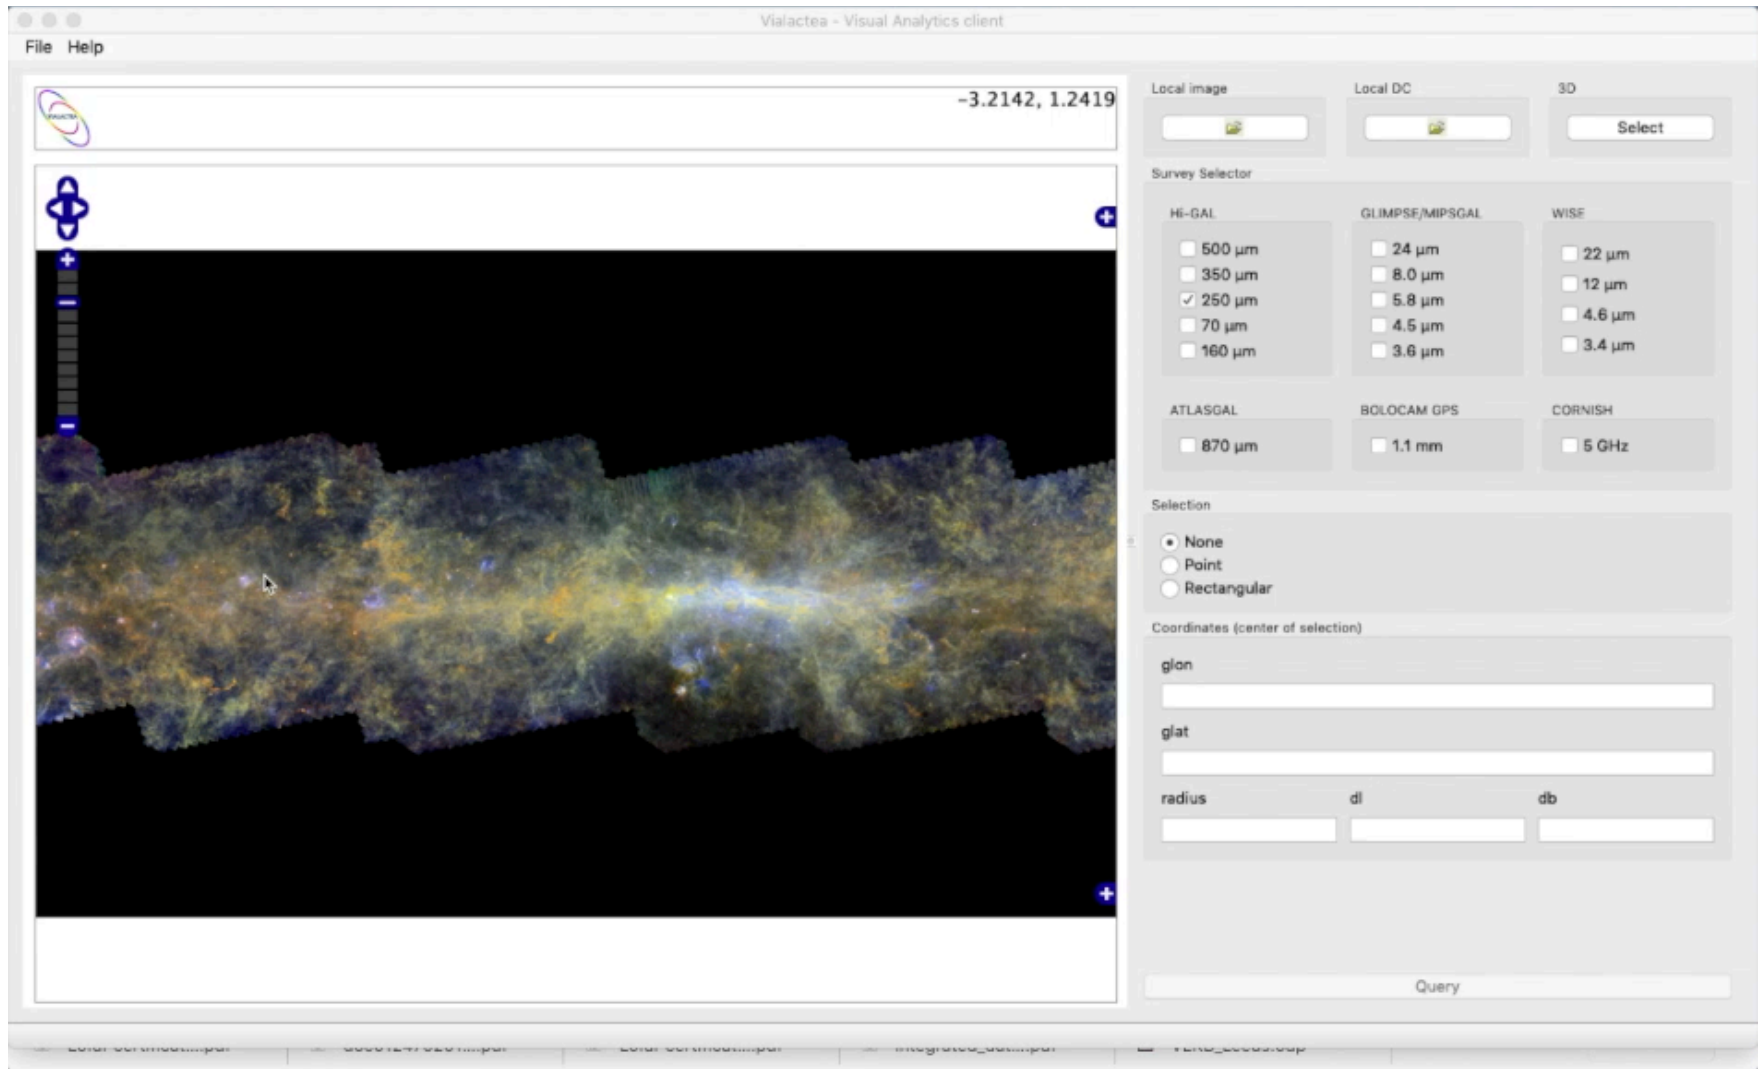 Vialactea - Visual Analytics client
File Help
VIALACTEA
-3.2142, 1.2419
Local image Local DC 3D
Select
Survey Selector
Hi-GAL GLIMPSE/MIPSGAL WISE
500 μm 24 μm 22 μm
350 μm 8.0 μm 12 μm
250 μm 5.8 μm 4.6 μm
70 μm 4.5 μm 3.4 μm
160 μm 3.6 μm
ATLASGAL BOLOCAM GPS CORNISH
870 μm 1.1 mm 5 GHz
Selection
None
Point
Rectangular
Coordinates (center of selection)
glon
glat
radius dl db
Query